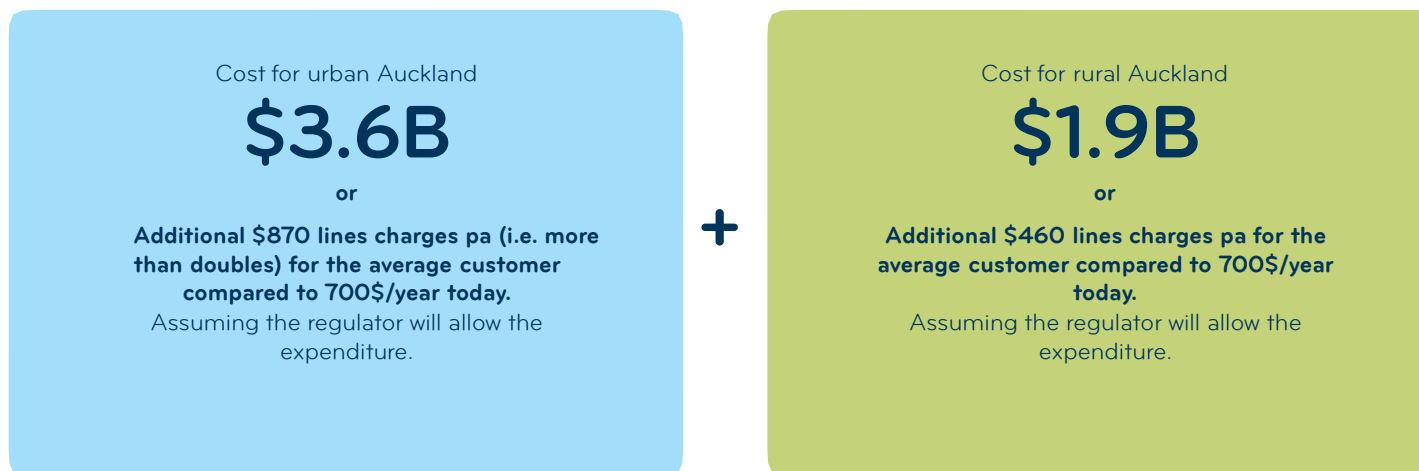 Cost for urban Auckland
$3.6B
or
Additional $870 lines charges pa (i.e. more
than doubles) for the average customer
compared to 700$/year today.
Assuming the regulator will allow the
expenditure.
+
Cost for rural Auckland
$1.9B
or
Additional $460 lines charges pa for the
average customer compared to 700$/year
today.
Assuming the regulator will allow the
expenditure.